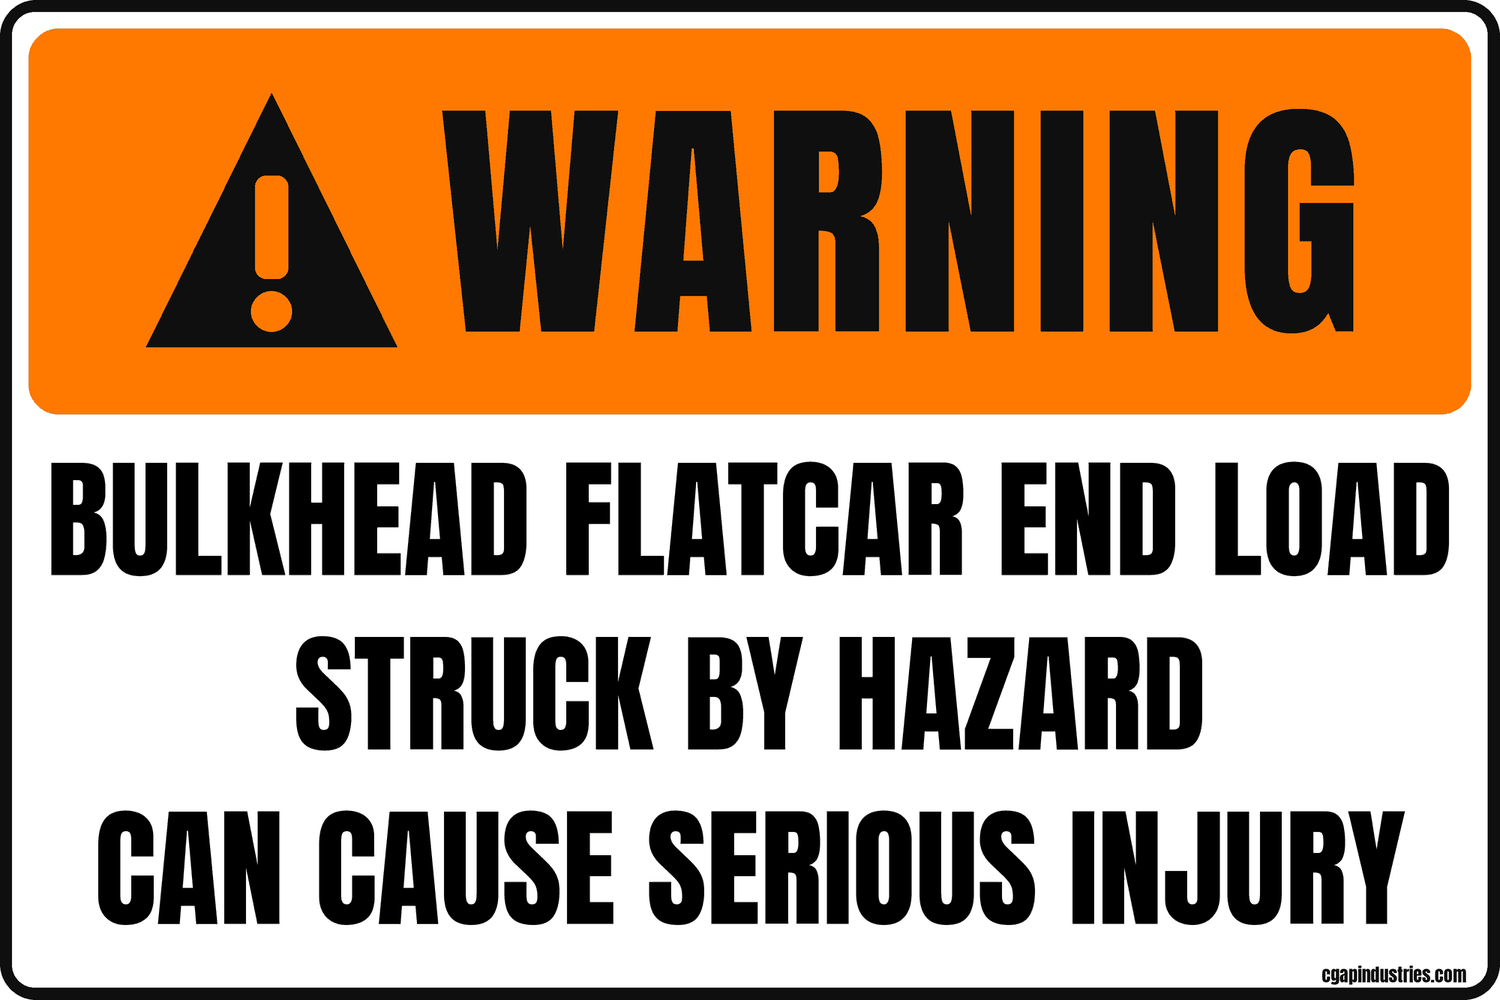 WARNING
BULKHEAD FLATCAR END LOAD
STRUCK BY HAZARD
CAN CAUSE SERIOUS INJURY
cgapindustries.com